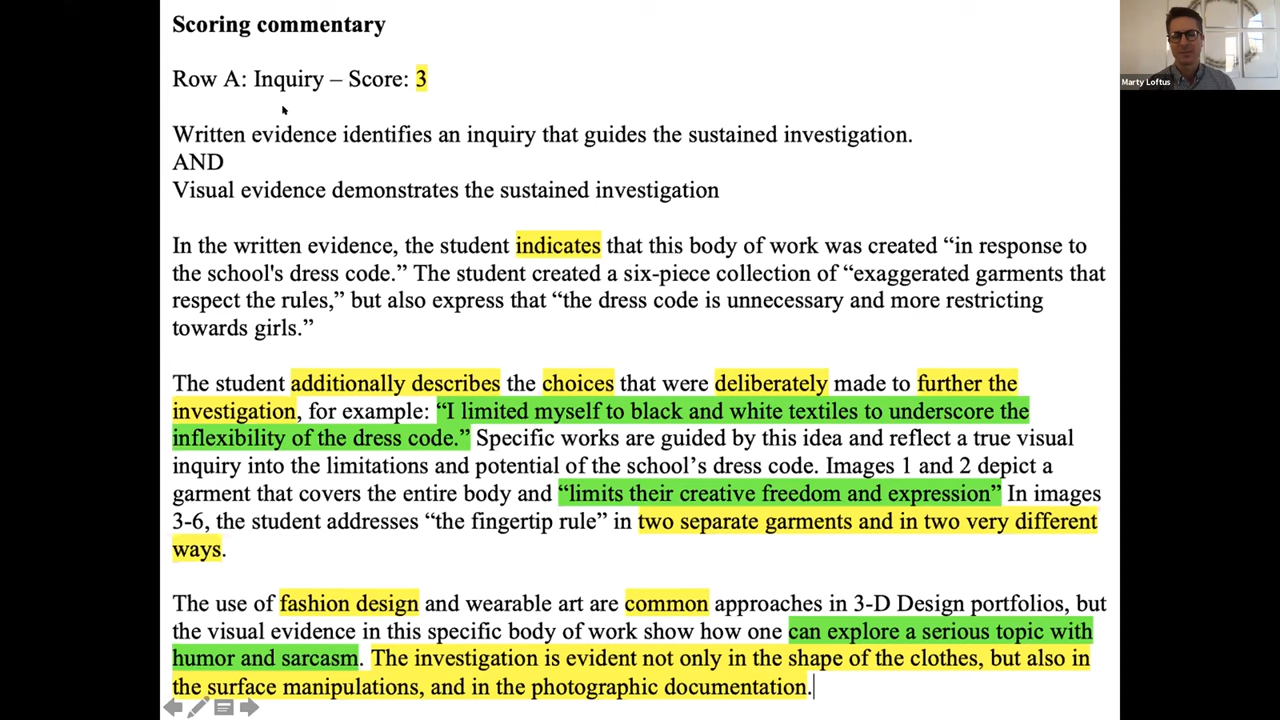 Scoring commentary
Row A: Inquiry – Score: 3
Written evidence identifies an inquiry that guides the sustained investigation.
AND
Visual evidence demonstrates the sustained investigation
In the written evidence, the student indicates that this body of work was created “in response to
the school's dress code.” The student created a six-piece collection of “exaggerated garments that
respect the rules,” but also express that “the dress code is unnecessary and more restricting
towards girls.”
The student additionally describes the choices that were deliberately made to further the
investigation, for example: “I limited myself to black and white textiles to underscore the
inflexibility of the dress code.” Specific works are guided by this idea and reflect a true visual
inquiry into the limitations and potential of the school’s dress code. Images 1 and 2 depict a
garment that covers the entire body and “limits their creative freedom and expression” In images
3-6, the student addresses “the fingertip rule” in two separate garments and in two very different
ways.
The use of fashion design and wearable art are common approaches in 3-D Design portfolios, but
the visual evidence in this specific body of work show how one can explore a serious topic with
humor and sarcasm. The investigation is evident not only in the shape of the clothes, but also in
the surface manipulations, and in the photographic documentation.
Marty Loftus